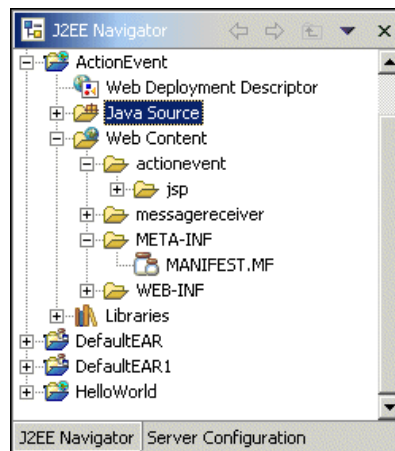 J2EE Navigator
ActionEvent
Web Deployment Descriptor
Java Source
Web Content
actionevent
jsp
messagereceiver
META-INF
MANIFEST.MF
WEB-INF
Libraries
DefaultEAR
DefaultEAR1
HelloWorld
J2EE Navigator Server Configuration